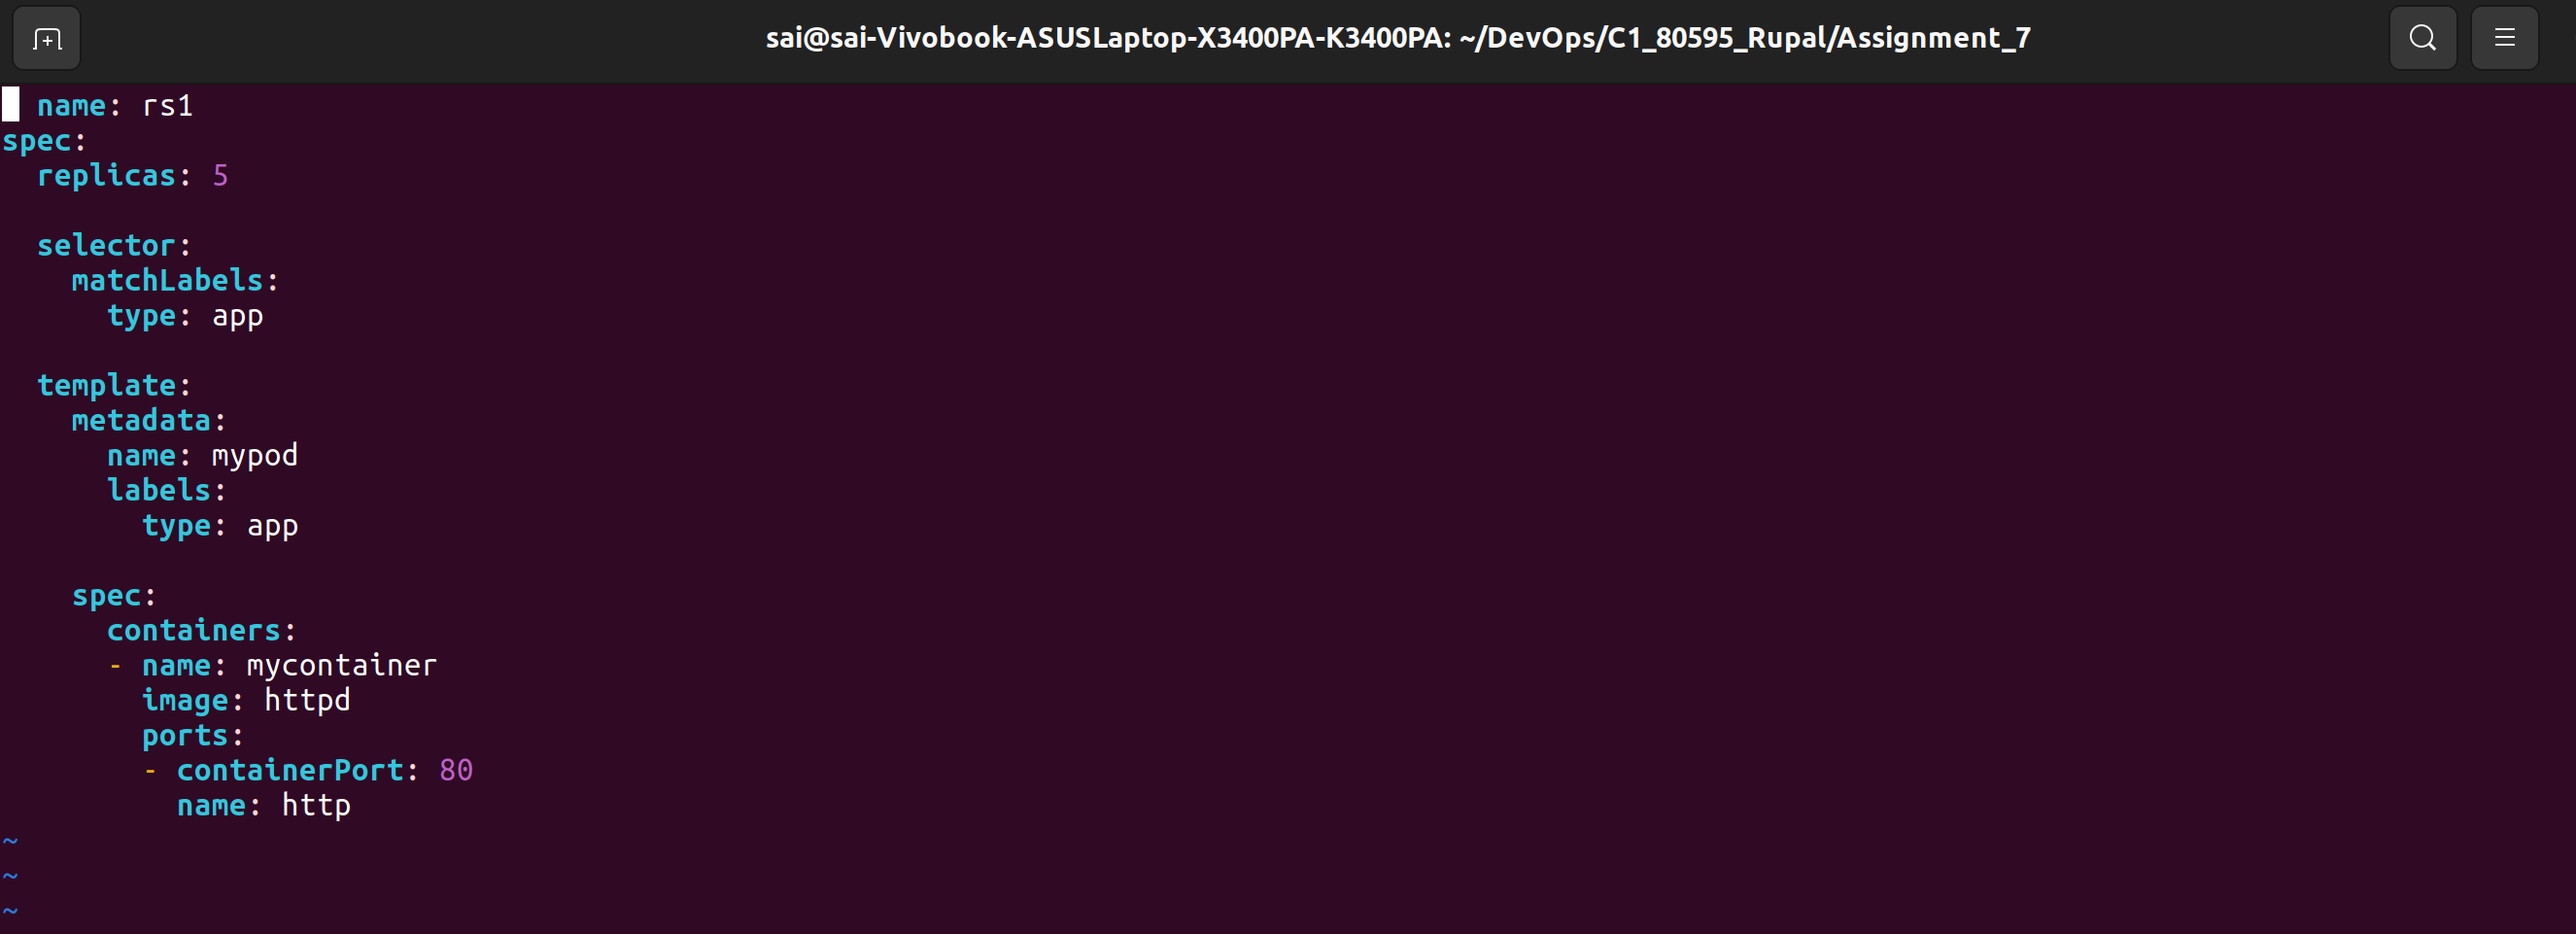 sai@sai-Vivobook-ASUSLaptop-X3400PA-K3400PA: ~/DevOps/C1_80595_Rupal/Assignment_7
  name: rs1
spec:
  replicas: 5

  selector:
    matchLabels:
      type: app

  template:
    metadata:
      name: mypod
      labels:
        type: app

    spec:
      containers:
      - name: mycontainer
        image: httpd
        ports:
        - containerPort: 80
          name: http
~
~
~